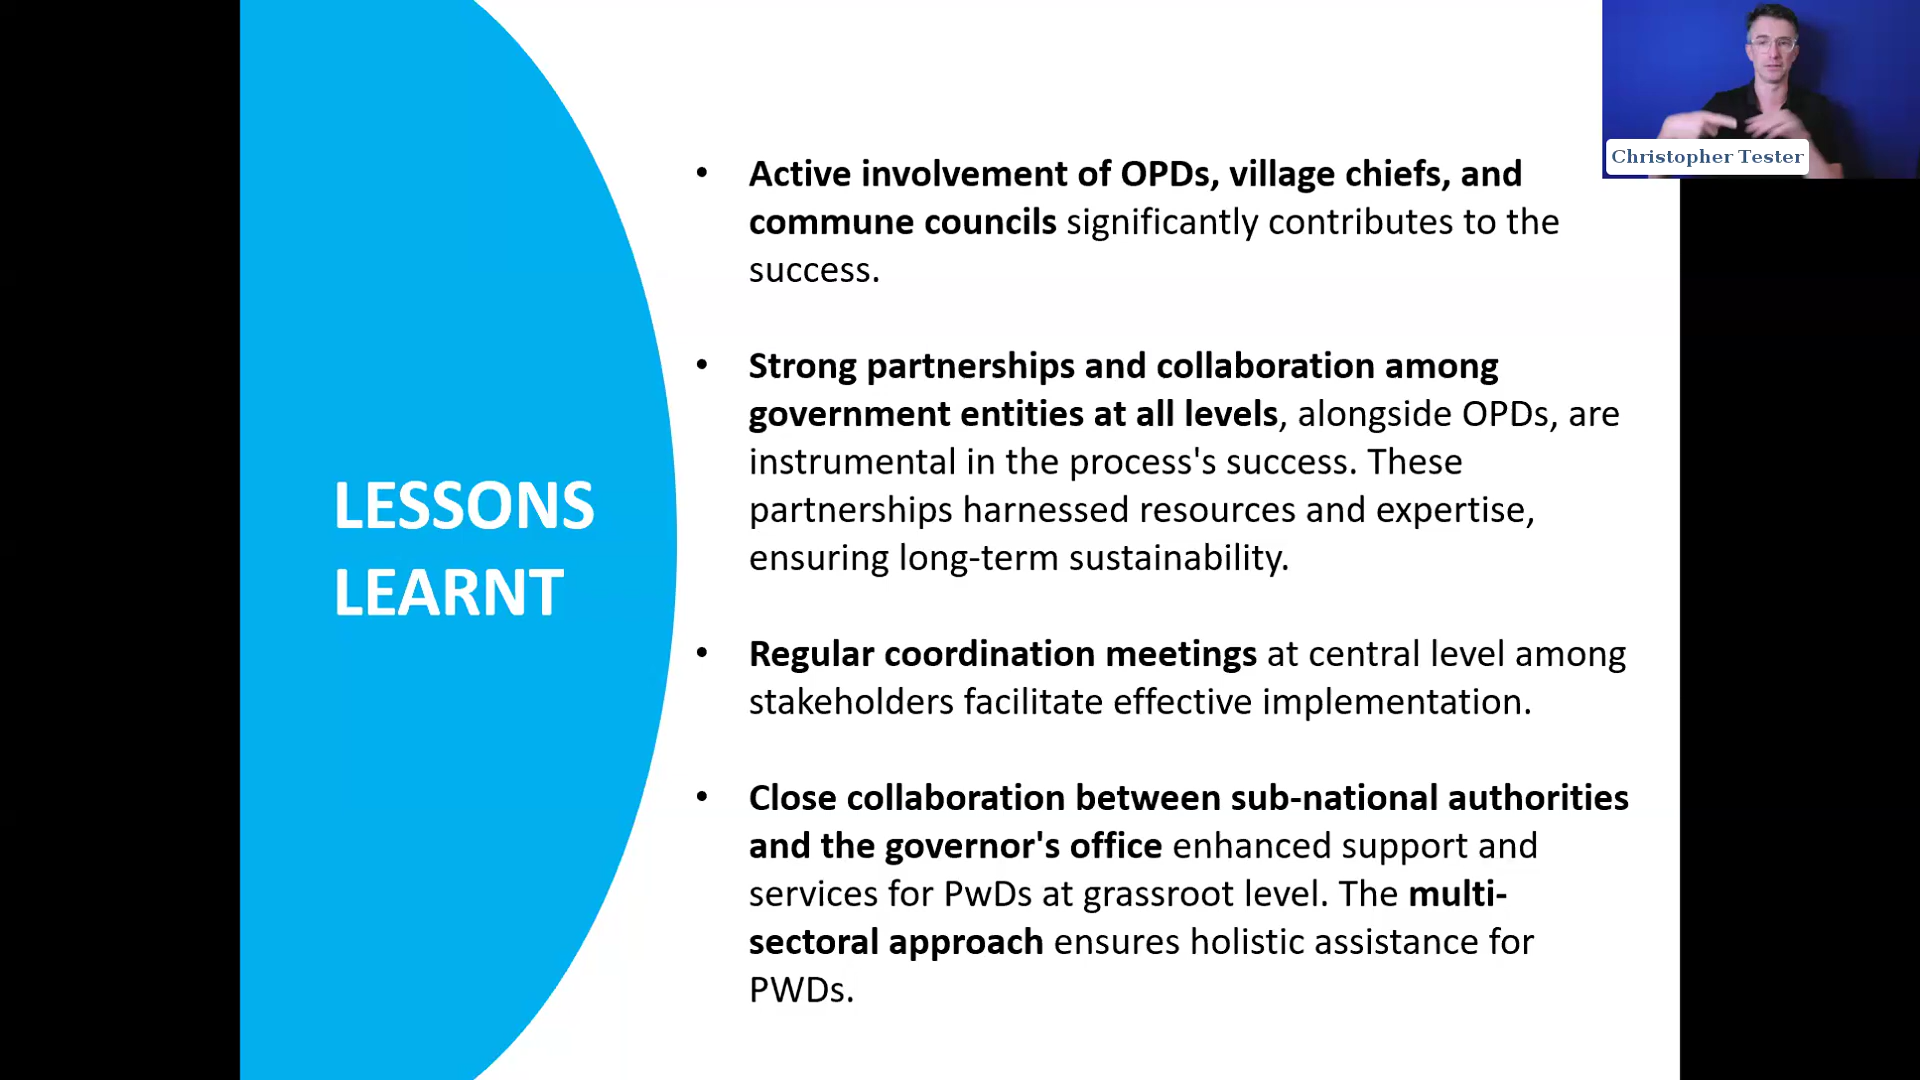 LESSONS
LEARNT
• Active involvement of OPDs, village chiefs, and
commune councils significantly contributes to the
success.
• Strong partnerships and collaboration among
government entities at all levels, alongside OPDs, are
instrumental in the process's success. These
partnerships harnessed resources and expertise,
ensuring long-term sustainability.
• Regular coordination meetings at central level among
stakeholders facilitate effective implementation.
• Close collaboration between sub-national authorities
and the governor's office enhanced support and
services for PwDs at grassroot level. The multi-
sectoral approach ensures holistic assistance for
PWDs.
Christopher Tester